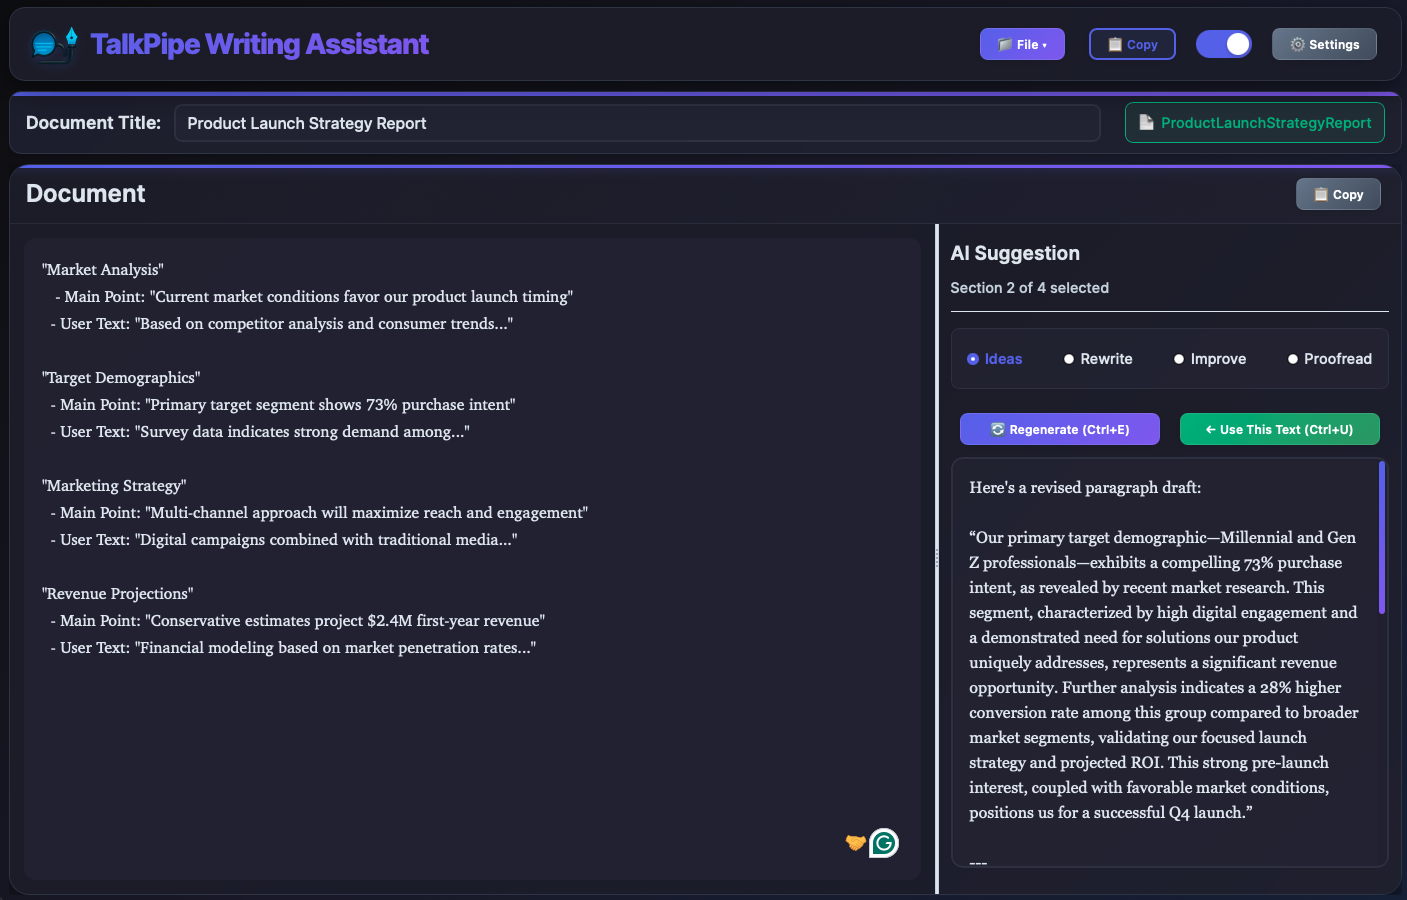 TalkPipe Writing Assistant
File ▾
Copy
Settings
Document Title:
Product Launch Strategy Report
ProductLaunchStrategyReport
Document
Copy
"Market Analysis"
- Main Point: "Current market conditions favor our product launch timing"
- User Text: "Based on competitor analysis and consumer trends..."
"Target Demographics"
- Main Point: "Primary target segment shows 73% purchase intent"
- User Text: "Survey data indicates strong demand among..."
"Marketing Strategy"
- Main Point: "Multi-channel approach will maximize reach and engagement"
- User Text: "Digital campaigns combined with traditional media..."
"Revenue Projections"
- Main Point: "Conservative estimates project $2.4M first-year revenue"
- User Text: "Financial modeling based on market penetration rates..."
AI Suggestion
Section 2 of 4 selected
Ideas
Rewrite
Improve
Proofread
Regenerate (Ctrl+E)
← Use This Text (Ctrl+U)
Here's a revised paragraph draft:
“Our primary target demographic—Millennial and Gen
Z professionals—exhibits a compelling 73% purchase
intent, as revealed by recent market research. This
segment, characterized by high digital engagement and
a demonstrated need for solutions our product
uniquely addresses, represents a significant revenue
opportunity. Further analysis indicates a 28% higher
conversion rate among this group compared to broader
market segments, validating our focused launch
strategy and projected ROI. This strong pre-launch
interest, coupled with favorable market conditions,
positions us for a successful Q4 launch.”
---